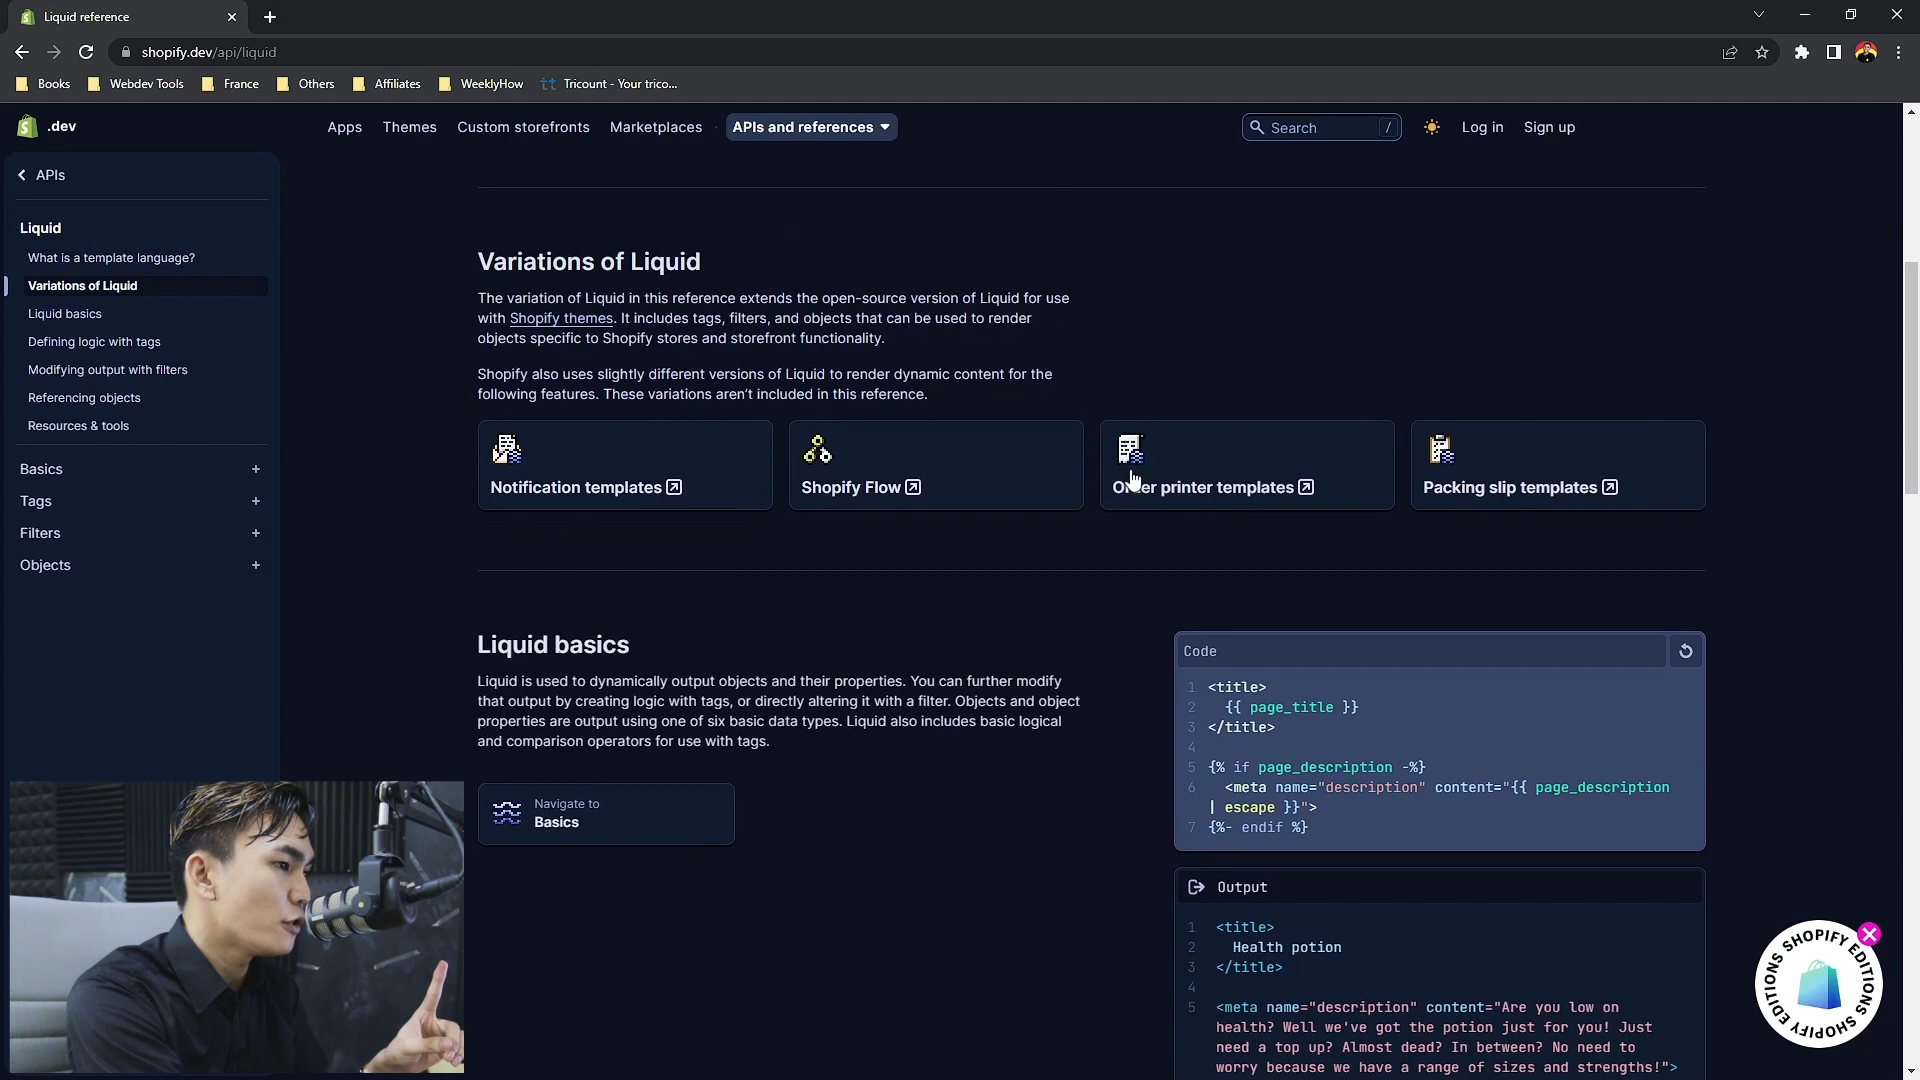 Liquid reference
shopify.dev/api/liquid
Books
Webdev Tools
France
Others
Affiliates
WeeklyHow
tt Tricount - Your trico...
.dev
Apps
Themes
Custom storefronts
Marketplaces
APIs and references
Search /
Log in
Sign up
APIs
Liquid
What is a template language?
Variations of Liquid
Liquid basics
Defining logic with tags
Modifying output with filters
Referencing objects
Resources & tools
Basics +
Tags +
Filters +
Objects +
Variations of Liquid
The variation of Liquid in this reference extends the open-source version of Liquid for use
with Shopify themes. It includes tags, filters, and objects that can be used to render
objects specific to Shopify stores and storefront functionality.
Shopify also uses slightly different versions of Liquid to render dynamic content for the
following features. These variations aren't included in this reference.
Notification templates
Shopify Flow
Order printer templates
Packing slip templates
Liquid basics
Liquid is used to dynamically output objects and their properties. You can further modify
that output by creating logic with tags, or directly altering it with a filter. Objects and object
properties are output using one of six basic data types. Liquid also includes basic logical
and comparison operators for use with tags.
Navigate to
Basics
Code
1 <title>
2 {{ page_title }}
3 </title>
4
5 {% if page_description -%}
6 <meta name="description" content="{{ page_description
| escape }}">
7 {%- endif %}
Output
1 <title>
2 Health potion
3 </title>
4
5 <meta name="description" content="Are you low on
health? Well we've got the potion just for you! Just
need a top up? Almost dead? In between? No need to
worry because we have a range of sizes and strengths!">
SHOPIFY EDITIONS SHOPIFY EDITIONS